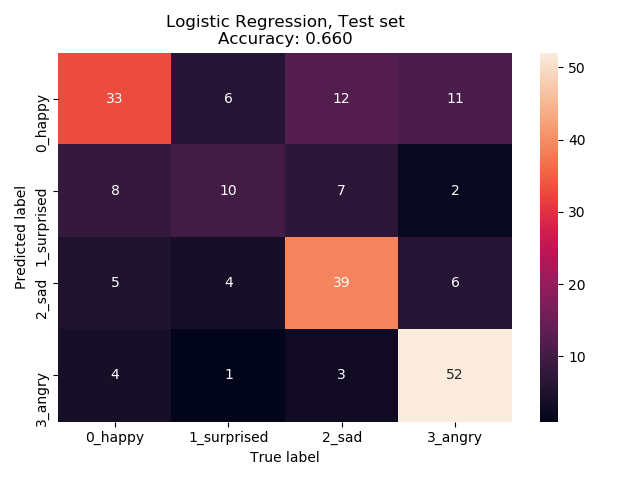 Logistic Regression, Test set
Accuracy: 0.660
Predicted label
0_happy
33 6 12 11
1_surprised
8 10 7 2
2_sad
5 4 39 6
3_angry
4 1 3 52
0_happy 1_surprised 2_sad 3_angry
True label
50
40
30
20
10